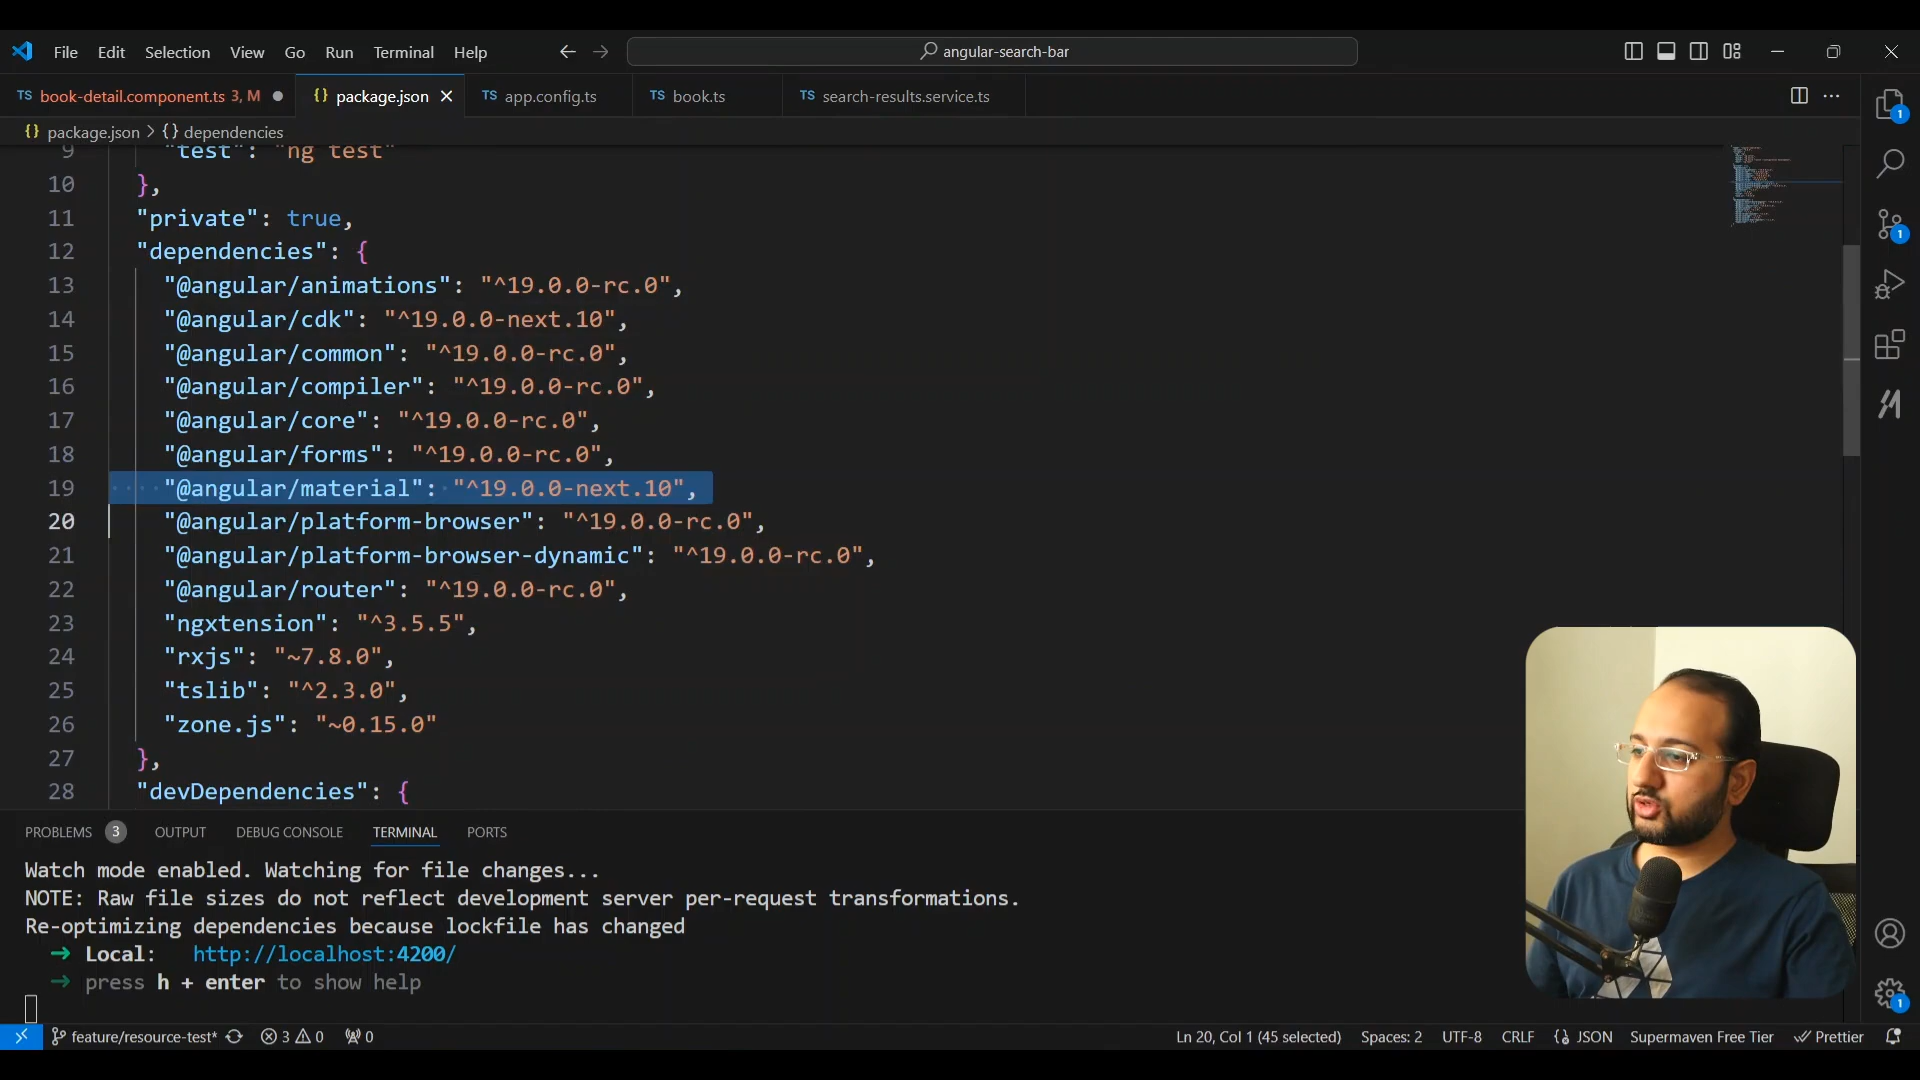 File Edit Selection View Go Run Terminal Help
angular-search-bar
TS book-detail.component.ts 3, M
{} package.json
TS app.config.ts
TS book.ts
TS search-results.service.ts
{} package.json > {} dependencies
9 "test": "ng test"
10 },
11 "private": true,
12 "dependencies": {
13 "@angular/animations": "^19.0.0-rc.0",
14 "@angular/cdk": "^19.0.0-next.10",
15 "@angular/common": "^19.0.0-rc.0",
16 "@angular/compiler": "^19.0.0-rc.0",
17 "@angular/core": "^19.0.0-rc.0",
18 "@angular/forms": "^19.0.0-rc.0",
19 "@angular/material": "^19.0.0-next.10",
20 "@angular/platform-browser": "^19.0.0-rc.0",
21 "@angular/platform-browser-dynamic": "^19.0.0-rc.0",
22 "@angular/router": "^19.0.0-rc.0",
23 "ngxtension": "^3.5.5",
24 "rxjs": "~7.8.0",
25 "tslib": "^2.3.0",
26 "zone.js": "~0.15.0"
27 },
28 "devDependencies": {
1
1
PROBLEMS 3 OUTPUT DEBUG CONSOLE TERMINAL PORTS
Watch mode enabled. Watching for file changes...
NOTE: Raw file sizes do not reflect development server per-request transformations.
Re-optimizing dependencies because lockfile has changed
➜ Local: http://localhost:4200/
➜ press h + enter to show help
1
feature/resource-test* 3 0 0
Ln 20, Col 1 (45 selected) Spaces: 2 UTF-8 CRLF {} JSON Supermaven Free Tier Prettier